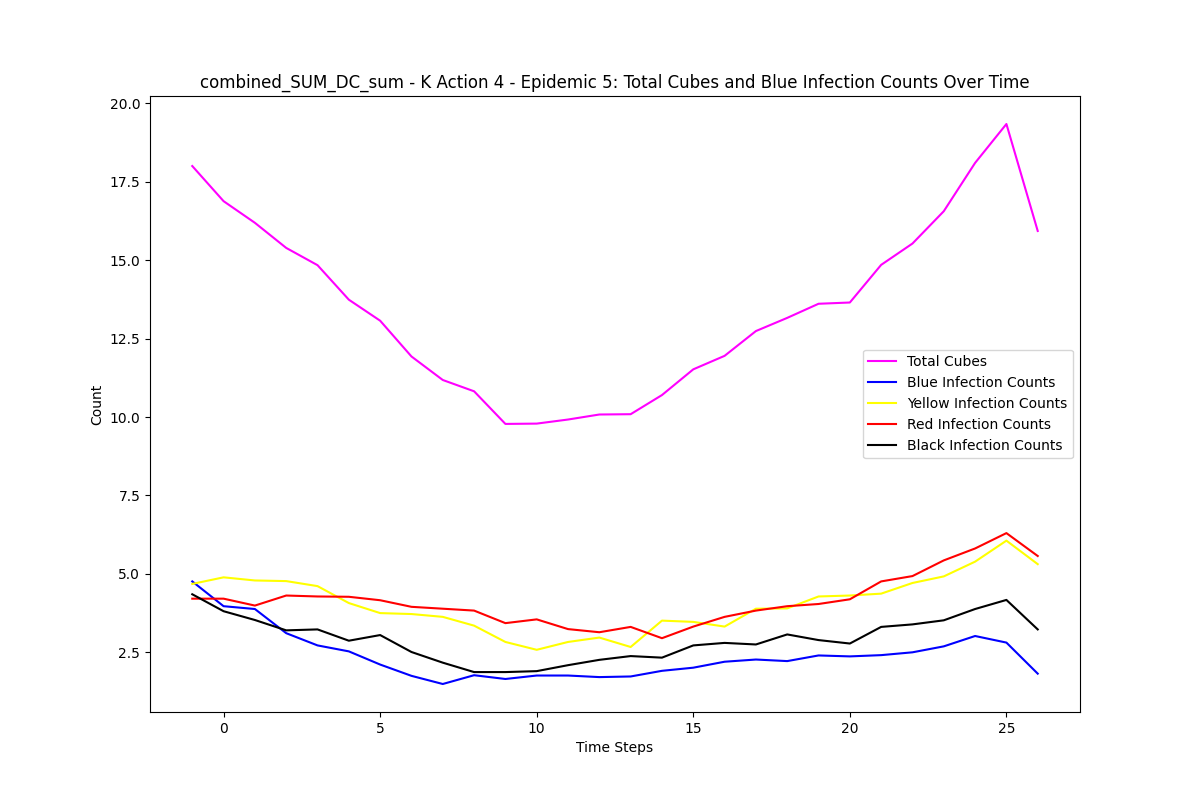 combined_SUM_DC_sum - K Action 4 - Epidemic 5: Total Cubes and Blue Infection Counts Over Time
20.0
17.5
15.0
12.5
10.0
7.5
5.0
2.5
Count
Total Cubes
Blue Infection Counts
Yellow Infection Counts
Red Infection Counts
Black Infection Counts
0 5 10 15 20 25
Time Steps